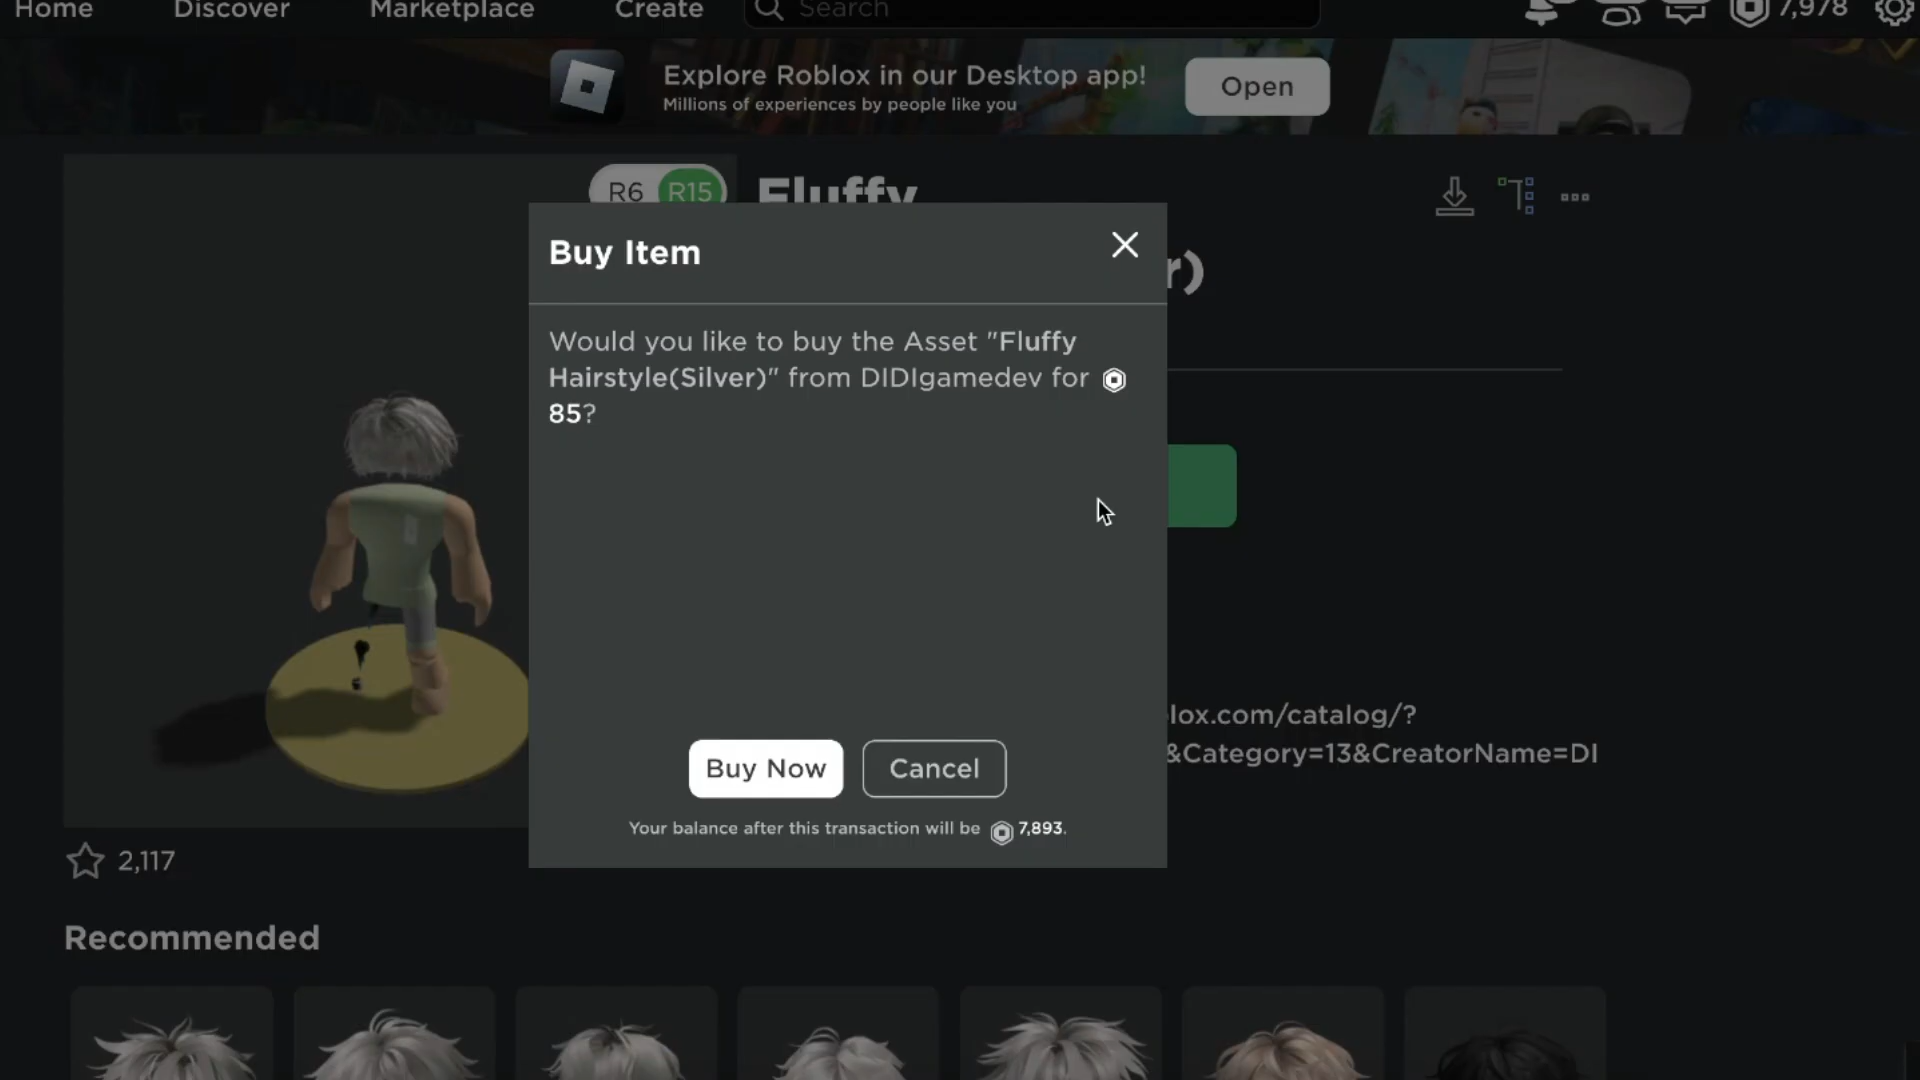 Home Discover Marketplace Create Search 7,978
Explore Roblox in our Desktop app!
Millions of experiences by people like you
Open
R6 R15
Fluffy
r)
Buy Item
Would you like to buy the Asset "Fluffy
Hairstyle(Silver)" from DIDIgamedev for
85?
lox.com/catalog/?
&Category=13&CreatorName=DI
Buy Now Cancel
Your balance after this transaction will be 7,893.
2,117
Recommended